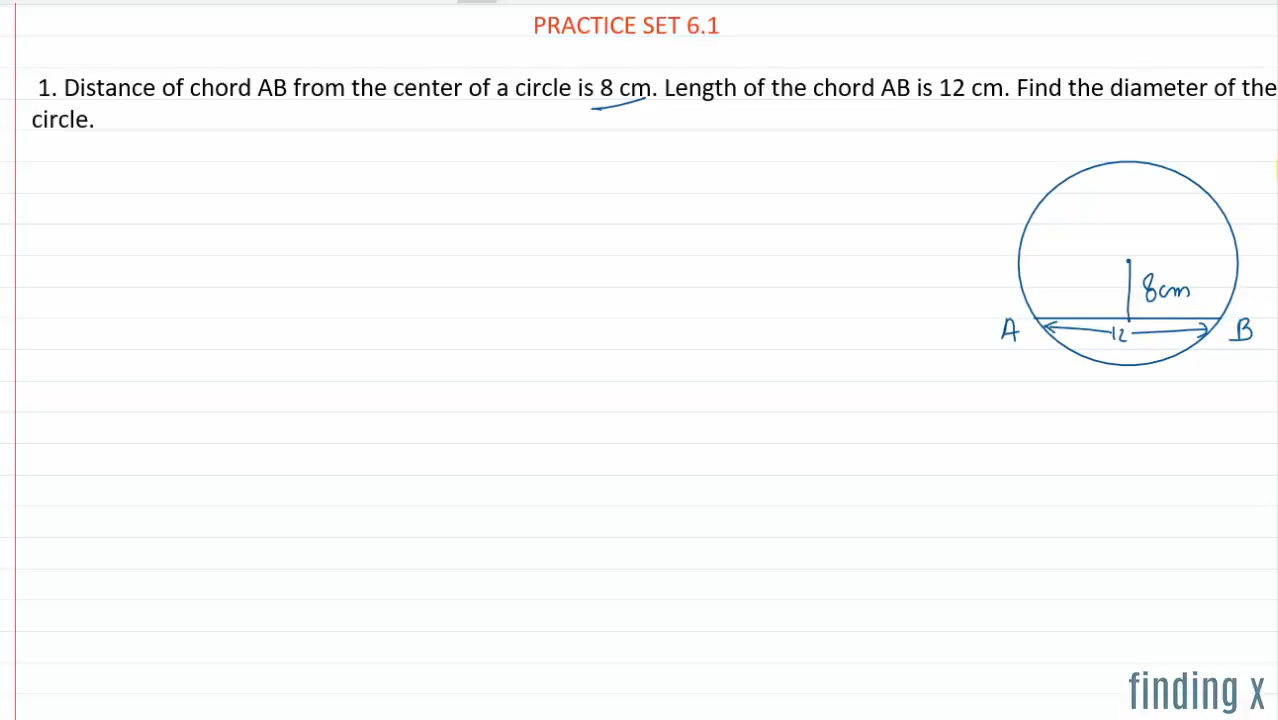 PRACTICE SET 6.1
1. Distance of chord AB from the center of a circle is 8 cm. Length of the chord AB is 12 cm. Find the diameter of the
circle.
8cm
A
12
B
finding x